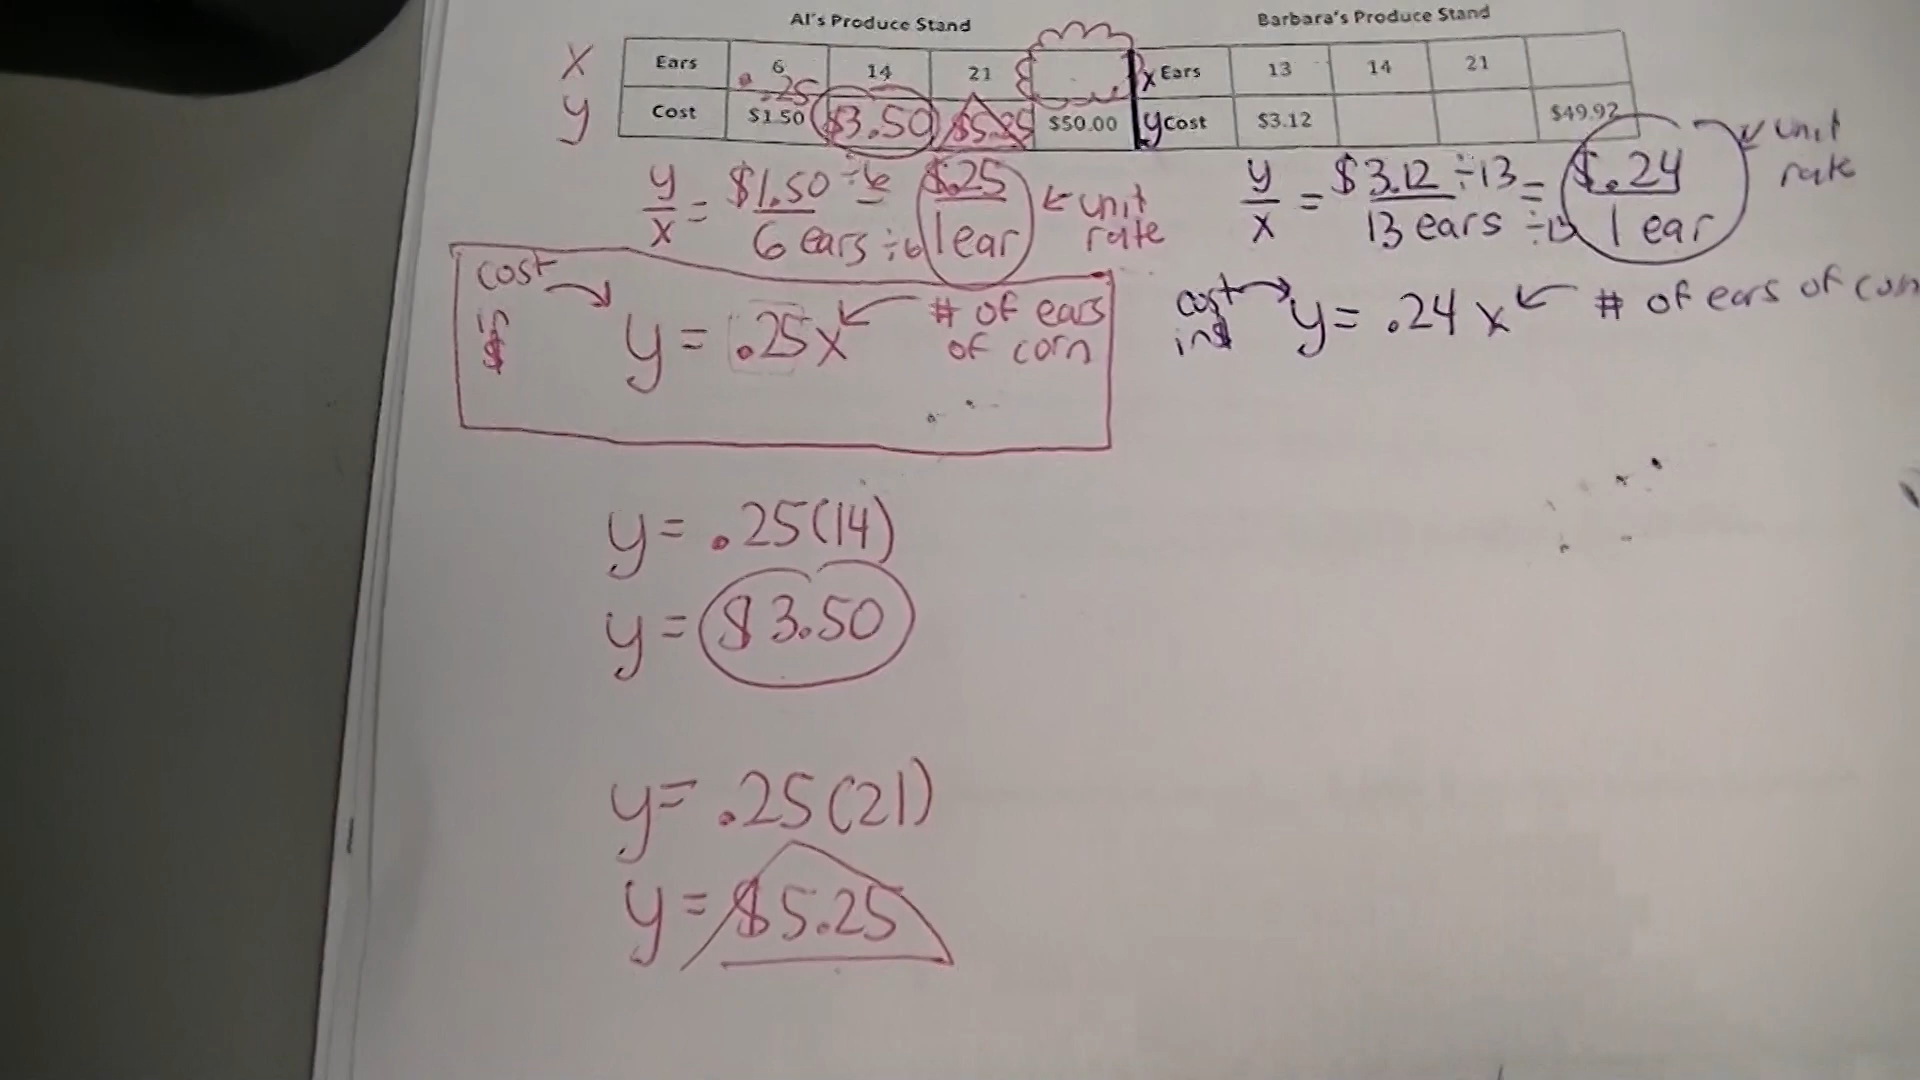 Al's Produce Stand
Barbara's Produce Stand
x Ears 6 14 21 x Ears 13 14 21
.25
y Cost $1.50 $3.50 $5.25 $50.00 y Cost $3.12 $49.92
y/x = $1.50 ÷6 / 6 ears ÷6 $.25 / 1 ear ← unit rate
y/x = $3.12 ÷13 / 13 ears ÷13 = $.24 / 1 ear ← unit rate
cost in $ → y = .25x ← # of ears of corn
cost in $ → y = .24x ← # of ears of corn
y = .25(14)
y = $3.50
y = .25(21)
y = $5.25